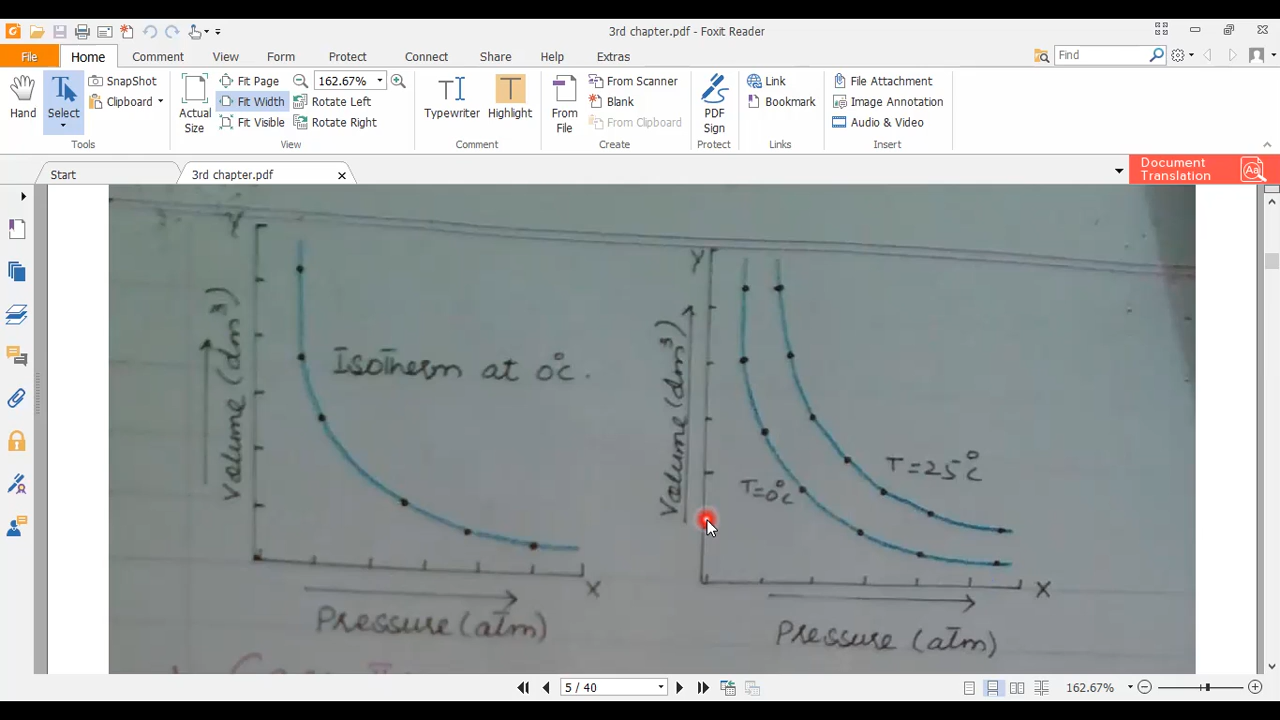 3rd chapter.pdf - Foxit Reader
File Home Comment View Form Protect Connect Share Help Extras
Find
Hand
Select
SnapShot
Clipboard
Actual Size
Fit Page
Fit Width
Fit Visible
162.67%
Rotate Left
Rotate Right
Typewriter
Highlight
From File
From Scanner
Blank
From Clipboard
PDF Sign
Link
Bookmark
File Attachment
Image Annotation
Audio & Video
Tools View Comment Create Protect Links Insert
Start 3rd chapter.pdf
Document Translation
Y
Volume (dm³)
Isotherm at 0°C.
X
Pressure (atm)
Y
Volume (dm³)
T=25°C
T=0°C
X
Pressure (atm)
5 / 40
162.67%